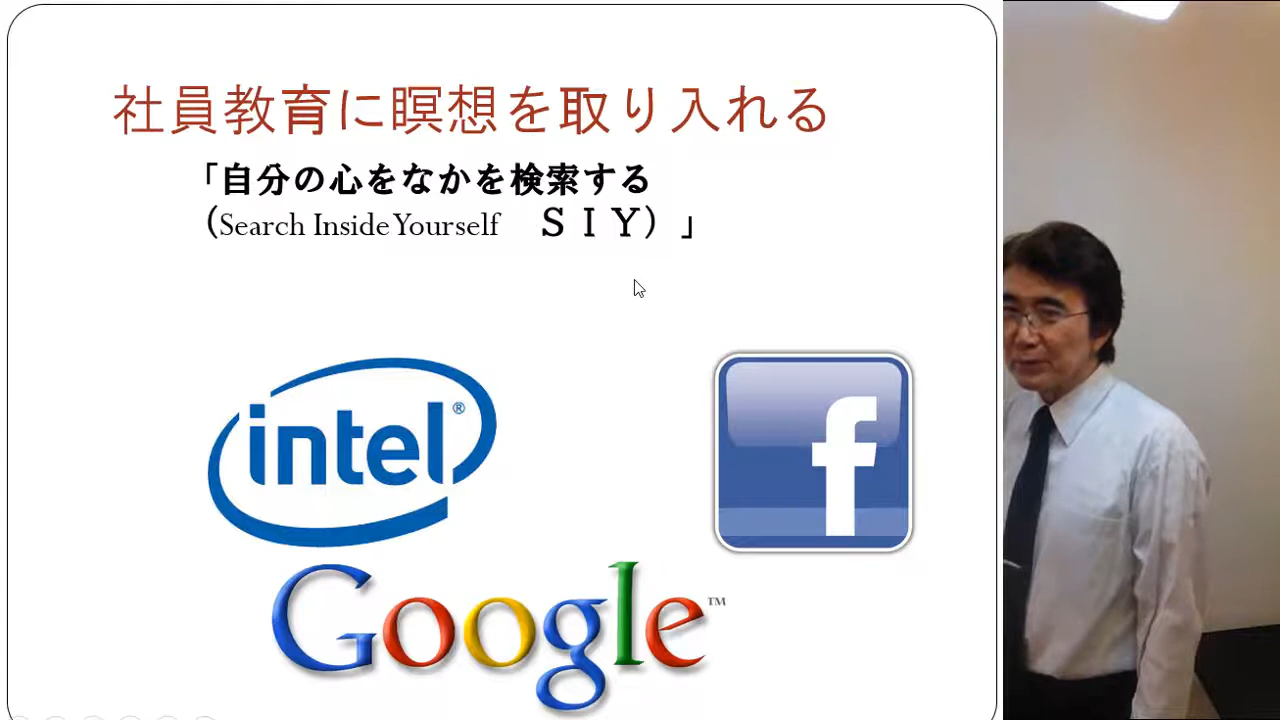 社員教育に瞑想を取り入れる
「自分の心をなかを検索する
（Search Inside Yourself　ＳＩＹ）」
intel®
f
Google™